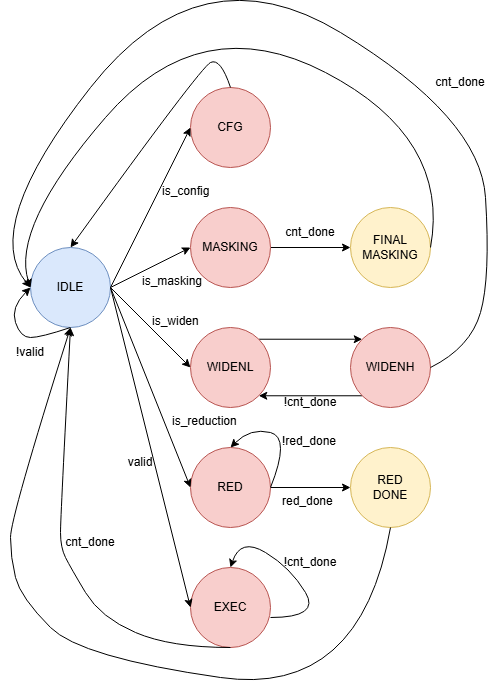 cnt_done
CFG
is_config
cnt_done
MASKING
FINAL
MASKING
is_masking
IDLE
is_widen
!valid
WIDENL
WIDENH
!cnt_done
is_reduction
!red_done
valid
RED
RED
DONE
red_done
cnt_done
!cnt_done
EXEC